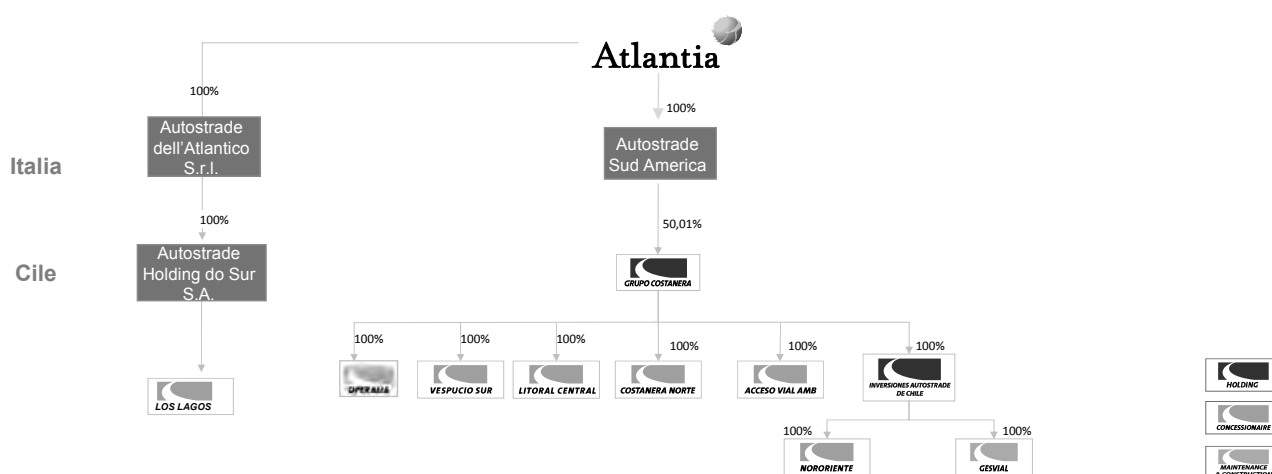 Atlantia
100%
100%
Autostrade
dell'Atlantico
S.r.l.
Autostrade
Sud America
Italia
100%
50,01%
Cile
Autostrade
Holding do Sur
S.A.
GRUPO COSTANERA
100%
100%
100%
100%
100%
100%
VESPUCIO SUR
LITORAL CENTRAL
COSTANERA NORTE
ACCESO VIAL AMB
INVERSIONES AUTOSTRADE
DE CHILE
HOLDING
LOS LAGOS
100%
100%
CONCESSIONAIRE
NORORIENTE
GESVIAL
MAINTENANCE
& CONSTRUCTION